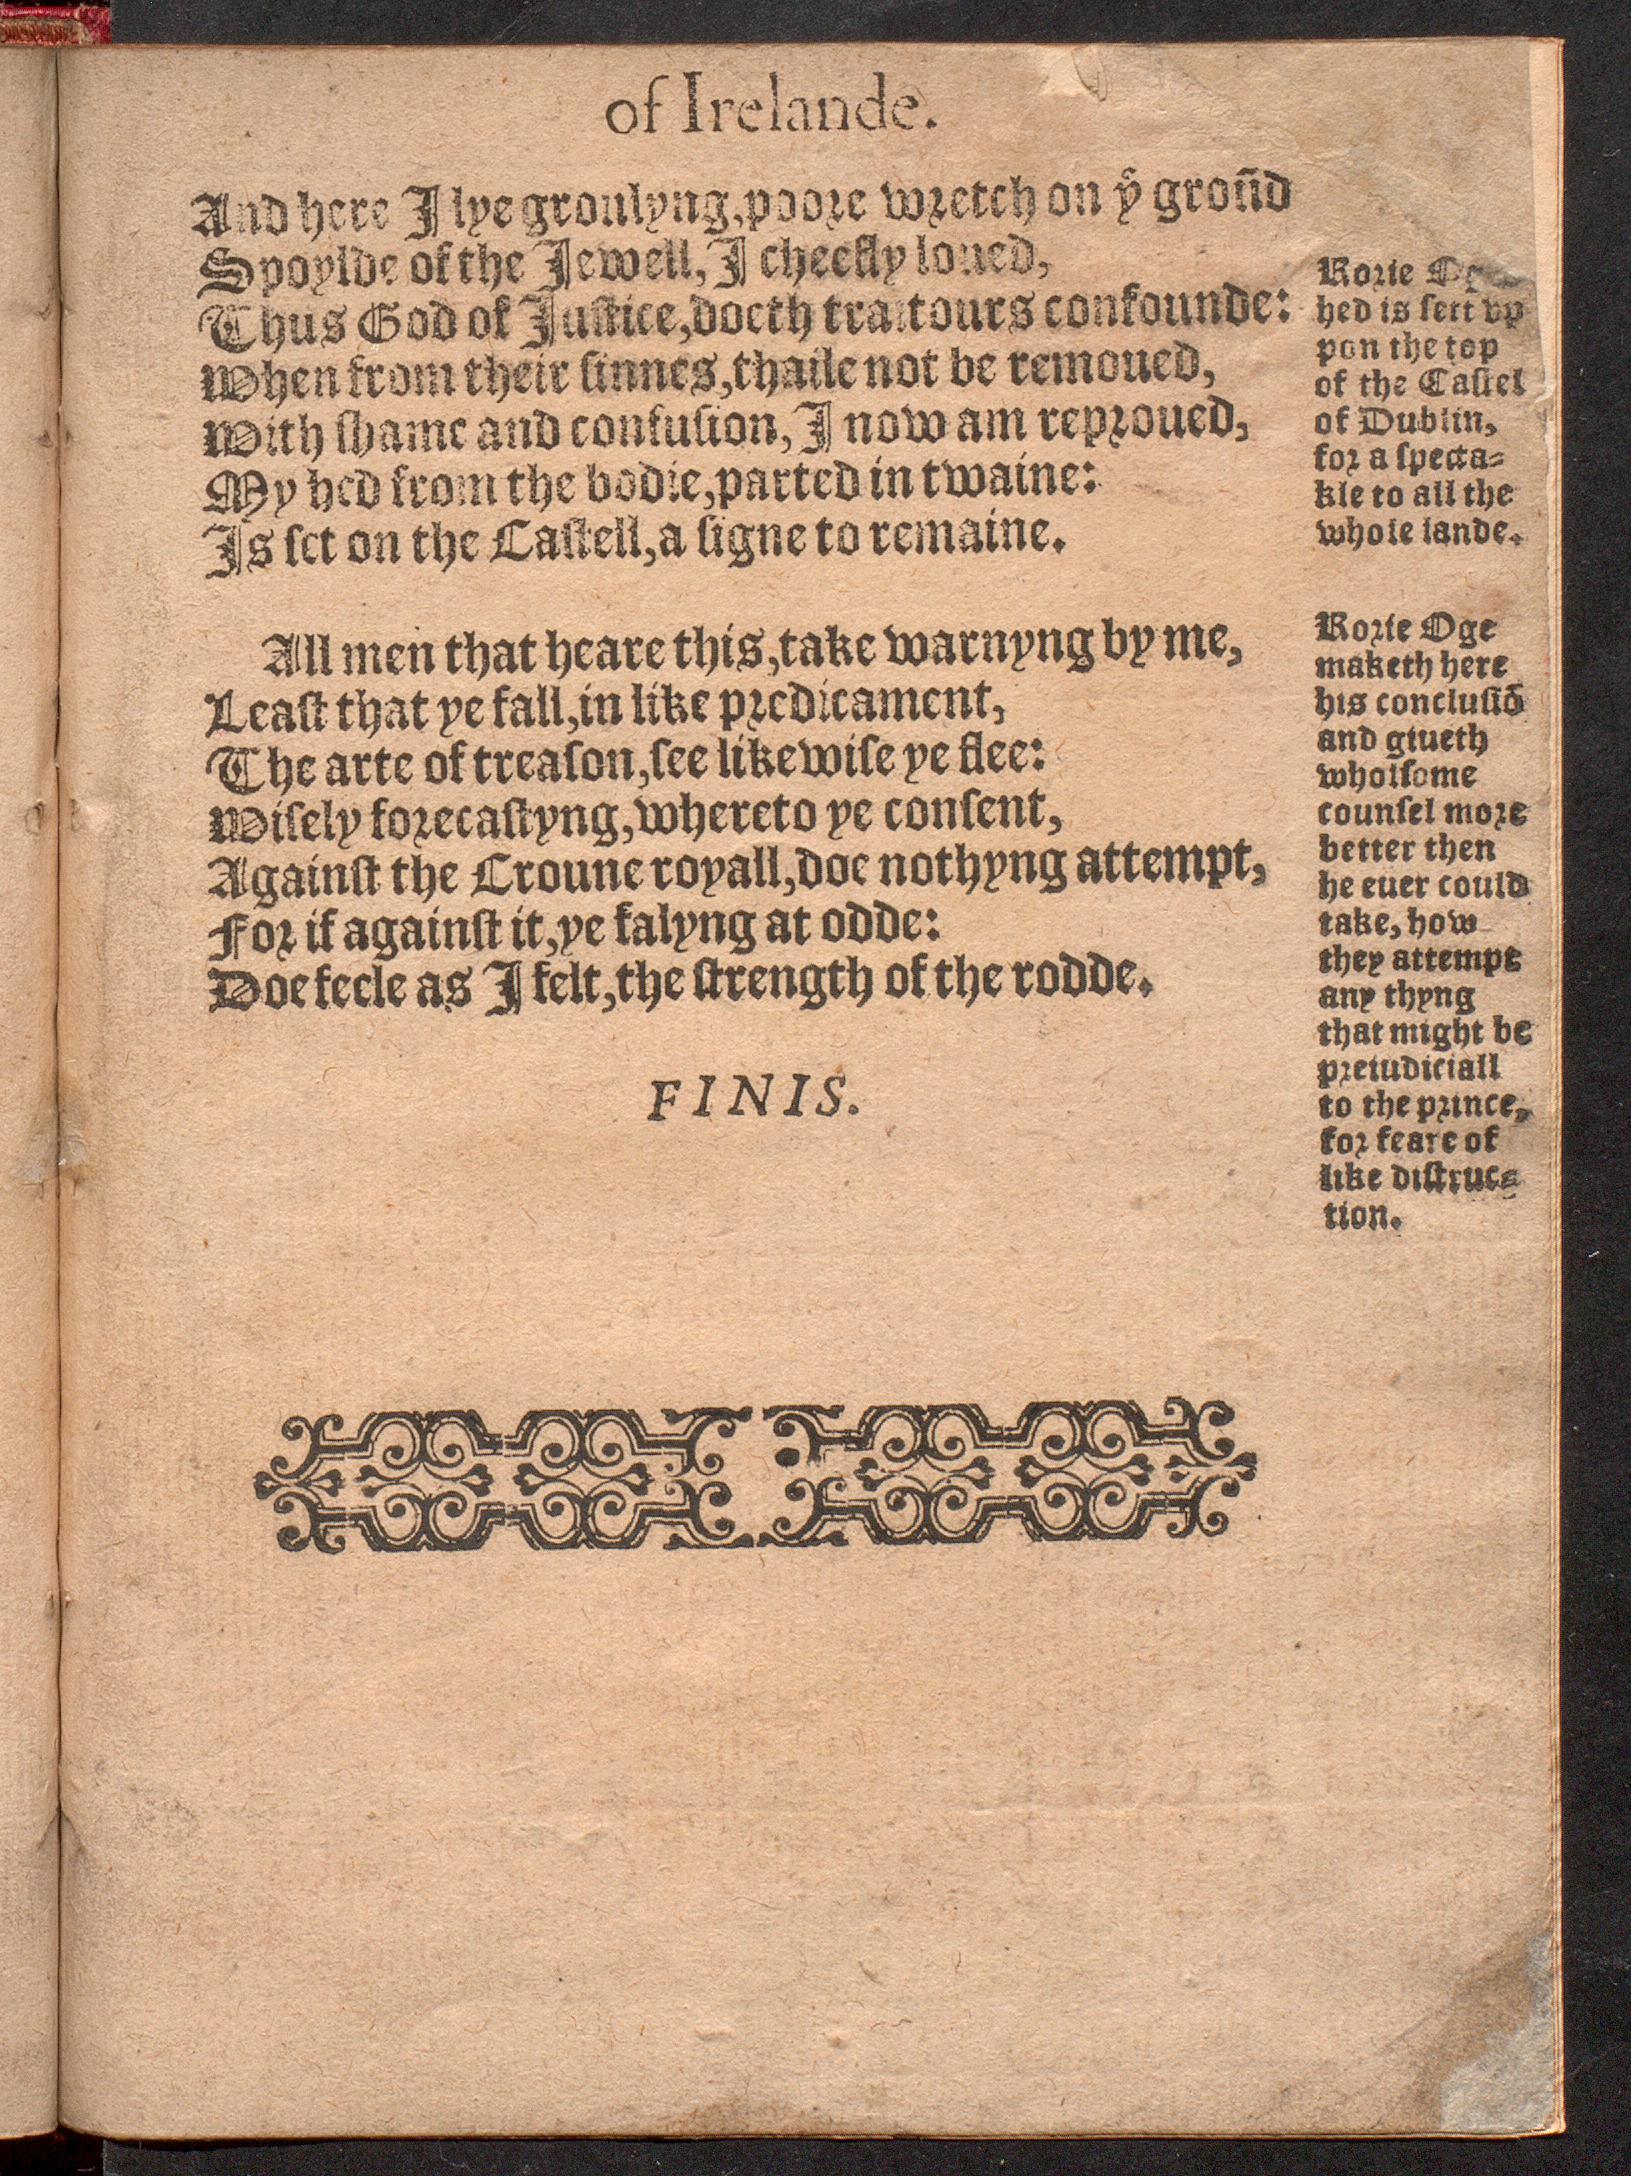 of Irelande.
And here I lye groulyng, poore wretch on yͤ groūd
Spoylde of the Jewell, I cheefly loued,
Thus God of Justice, doeth traitours confounde:
When from their sinnes, thaile not be remoued,
With shame and confusion, I now am reproued,
My hed from the bodie, parted in twaine:
Is set on the Castell, a signe to remaine.
All men that heare this, take warnyng by me,
Least that ye fall, in like predicament,
The arte of treason, see likewise ye flee:
Wisely forecastyng, whereto ye consent,
Against the Croune royall, doe nothyng attempt,
For if against it, ye falyng at odde:
Doe feele as I felt, the strength of the rodde.
FINIS.
Rorie
hed is sett vp
pon the top
of the Castel
of Dublin,
for a specta-
kle to all the
whole lande.
Rorie Oge
maketh here
his conclusiō
and giueth
wholsome
counsel more
better then
he euer could
take, how
they attempt
any thyng
that might be
preiudiciall
to the prince,
for feare of
like distruc-
tion.